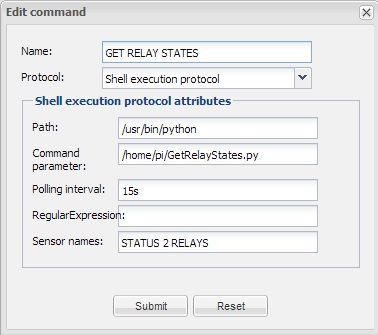 Edit command
Name: GET RELAY STATES
Protocol: Shell execution protocol
Shell execution protocol attributes
Path: /usr/bin/python
Command
parameter: /home/pi/GetRelayStates.py
Polling interval: 15s
RegularExpression:
Sensor names: STATUS 2 RELAYS
Submit Reset